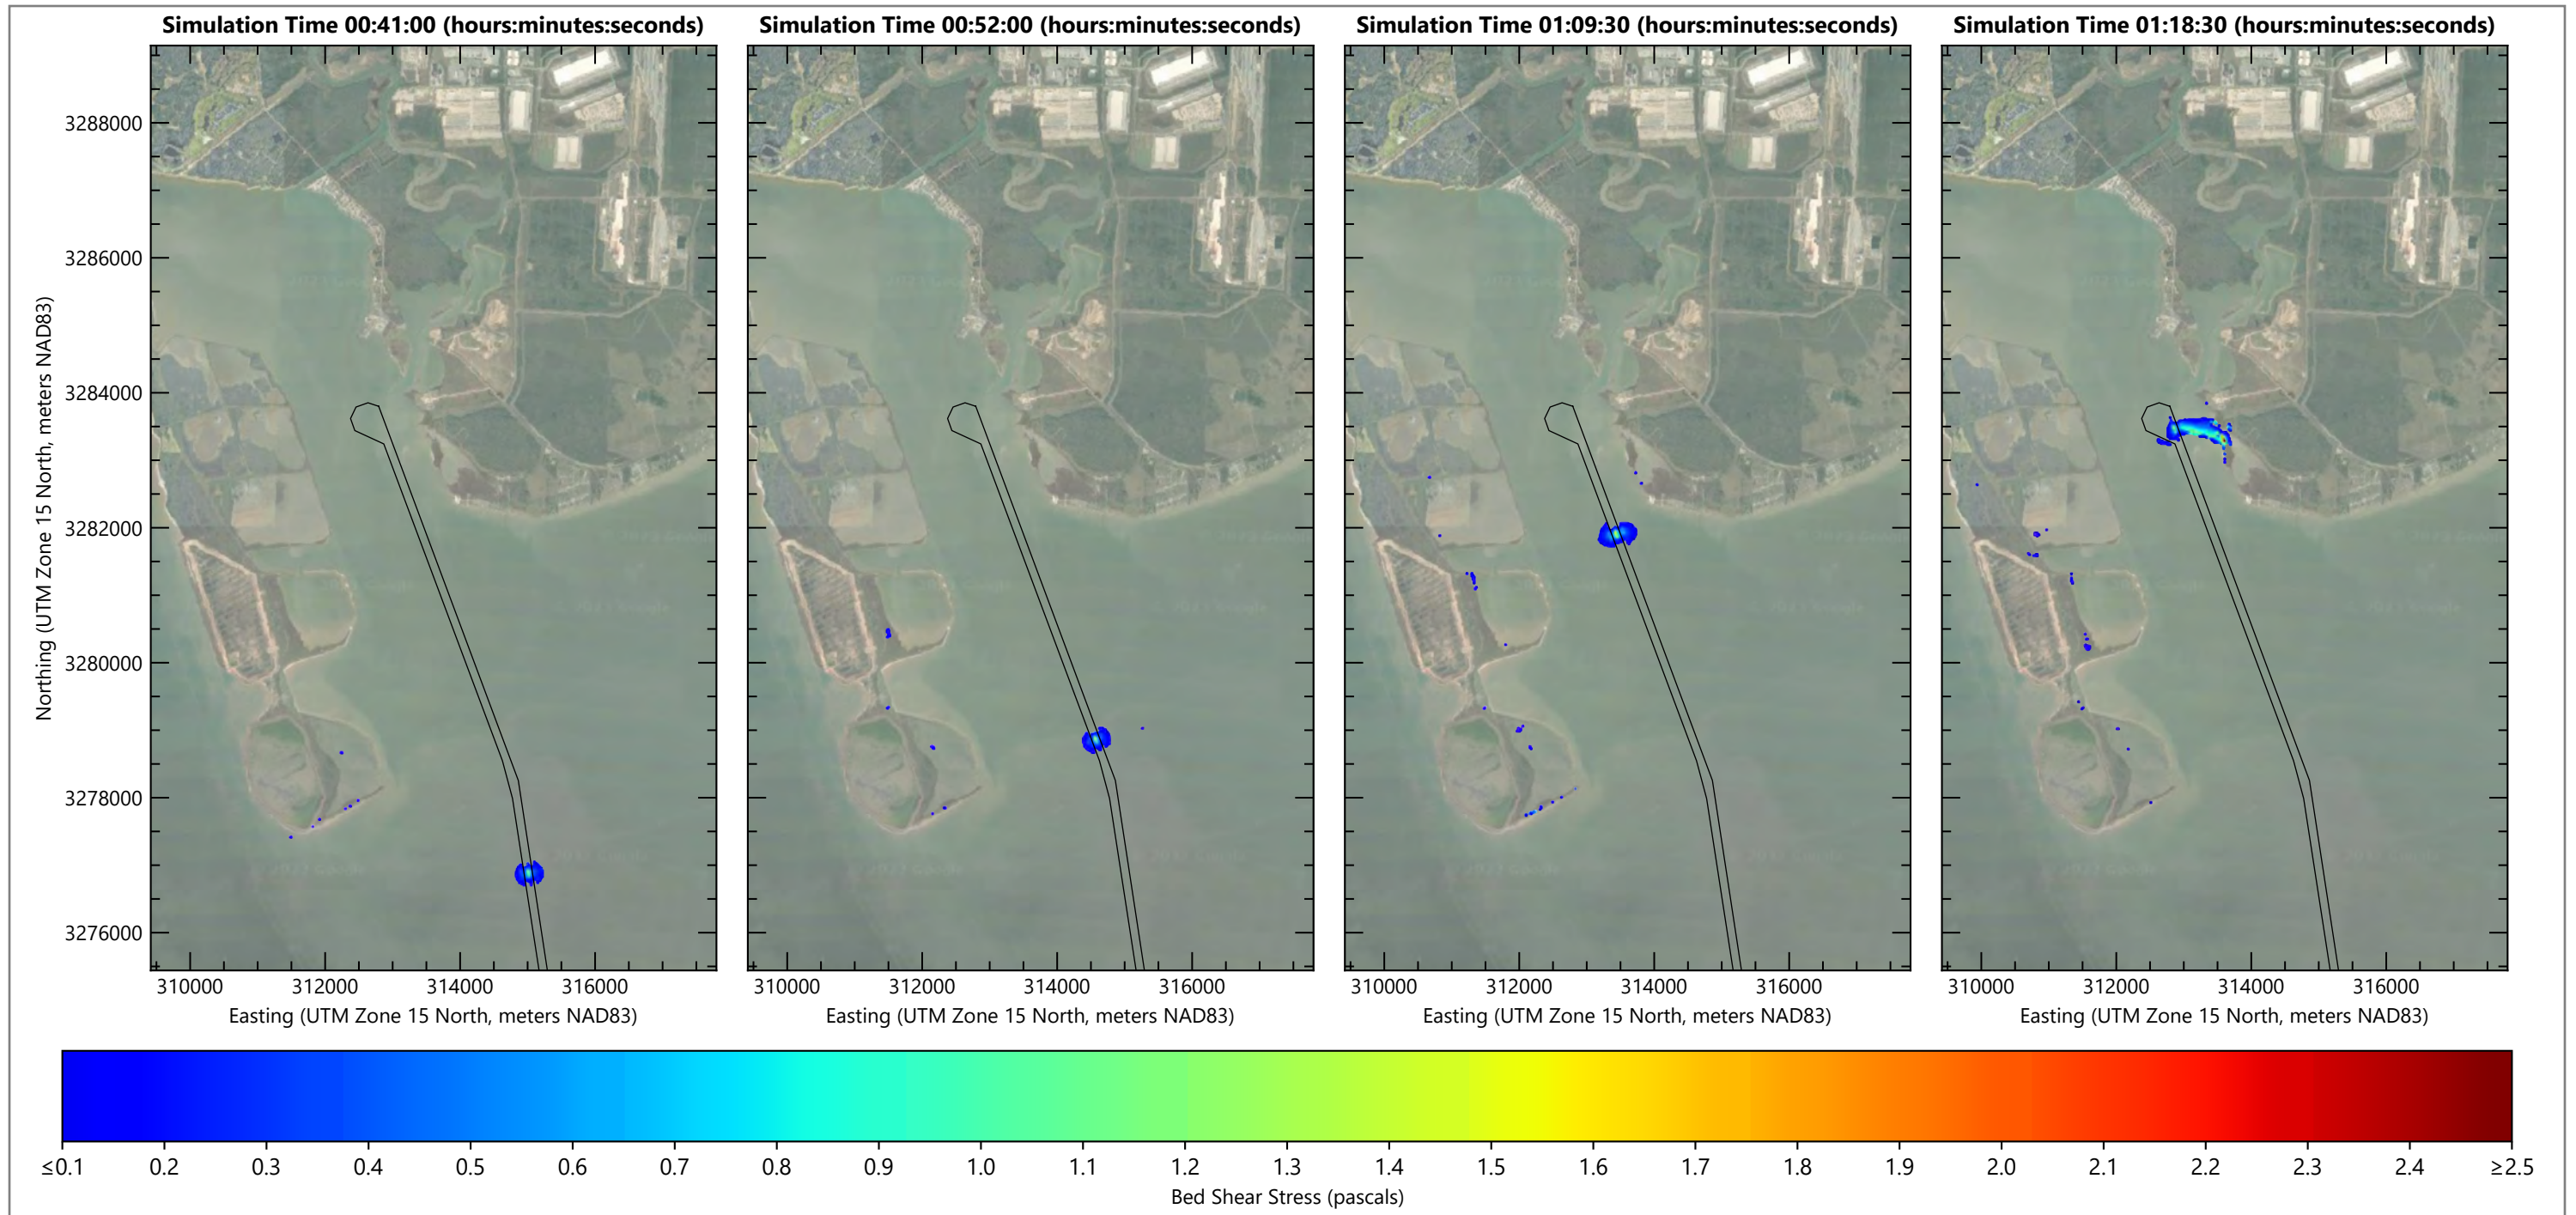 Simulation Time 00:41:00 (hours:minutes:seconds)
Simulation Time 00:52:00 (hours:minutes:seconds)
Simulation Time 01:09:30 (hours:minutes:seconds)
Simulation Time 01:18:30 (hours:minutes:seconds)
Northing (UTM Zone 15 North, meters NAD83)
3288000
3286000
3284000
3282000
3280000
3278000
3276000
310000 312000 314000 316000
310000 312000 314000 316000
310000 312000 314000 316000
310000 312000 314000 316000
Easting (UTM Zone 15 North, meters NAD83)
Easting (UTM Zone 15 North, meters NAD83)
Easting (UTM Zone 15 North, meters NAD83)
Easting (UTM Zone 15 North, meters NAD83)
≤0.1 0.2 0.3 0.4 0.5 0.6 0.7 0.8 0.9 1.0 1.1 1.2 1.3 1.4 1.5 1.6 1.7 1.8 1.9 2.0 2.1 2.2 2.3 2.4 ≥2.5
Bed Shear Stress (pascals)